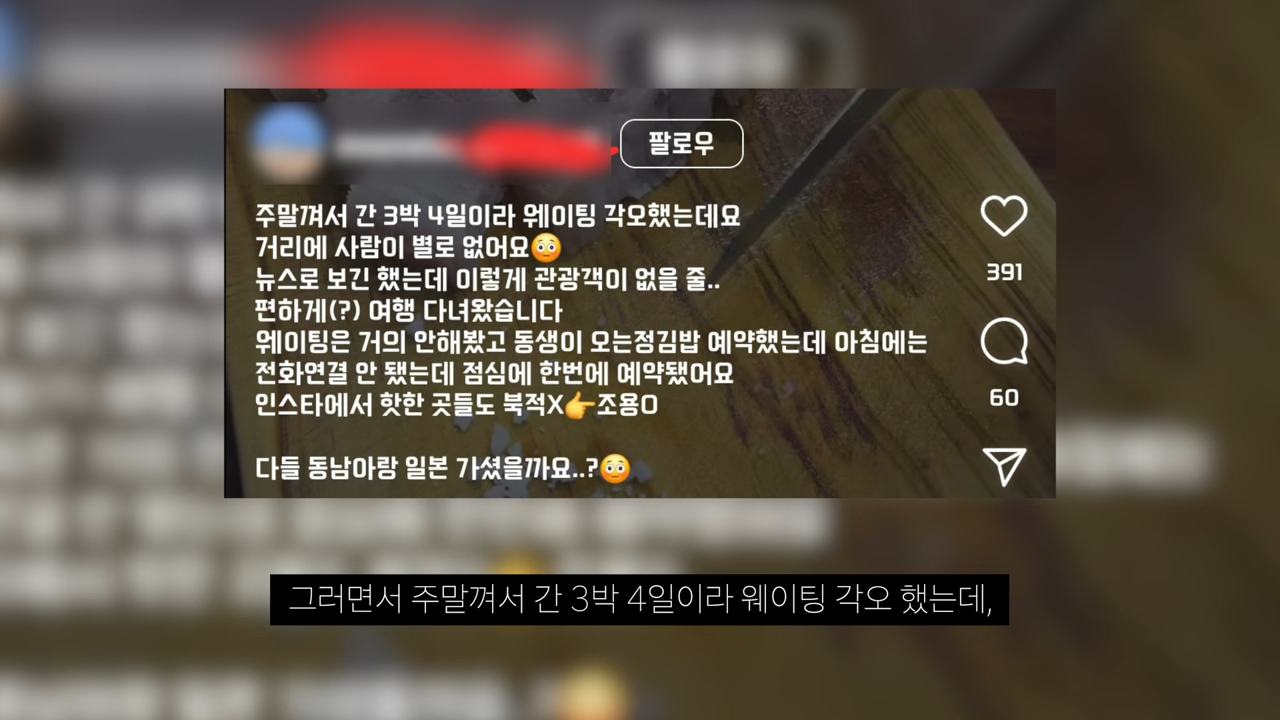 팔로우
주말껴서 간 3박 4일이라 웨이팅 각오했는데요
거리에 사람이 별로 없어요😳
뉴스로 보긴 했는데 이렇게 관광객이 없을 줄..
편하게(?) 여행 다녀왔습니다
웨이팅은 거의 안해봤고 동생이 오는정김밥 예약했는데 아침에는
전화연결 안 됐는데 점심에 한번에 예약됐어요
인스타에서 핫한 곳들도 북적X👉조용O
다들 동남아랑 일본 가셨을까요..?😳
391
60
그러면서 주말껴서 간 3박 4일이라 웨이팅 각오 했는데,